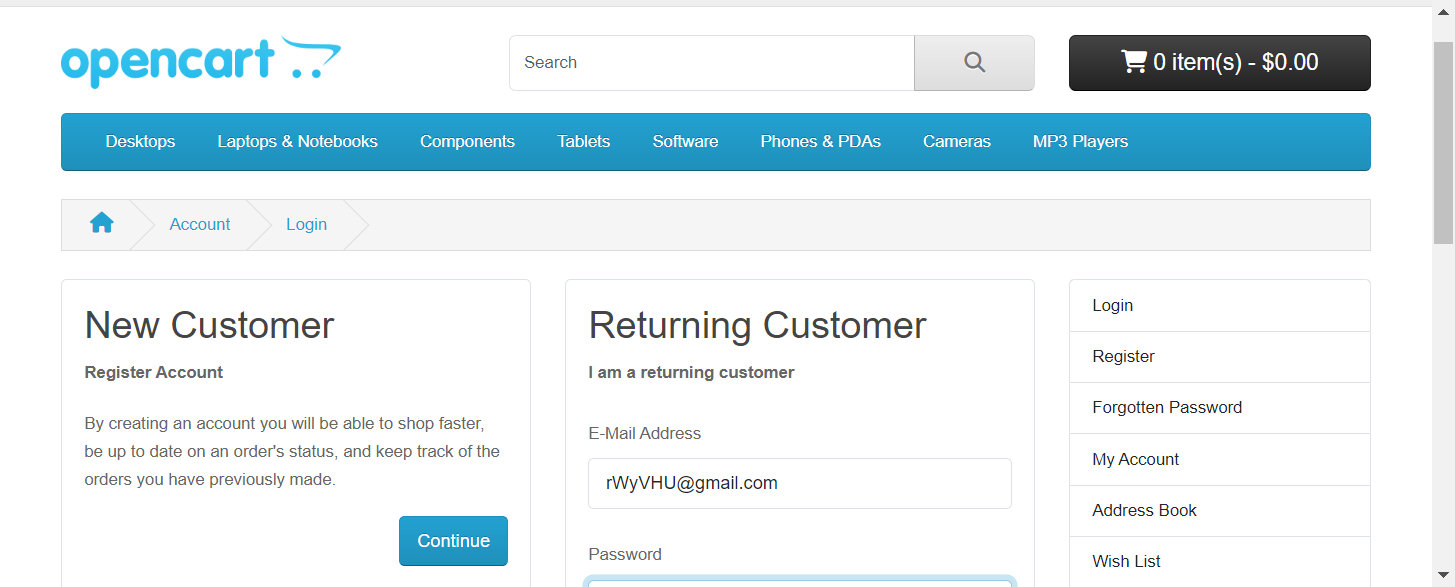 opencart
Search
0 item(s) - $0.00
Desktops Laptops & Notebooks Components Tablets Software Phones & PDAs Cameras MP3 Players
Account Login
New Customer
Register Account
By creating an account you will be able to shop faster,
be up to date on an order's status, and keep track of the
orders you have previously made.
Continue
Returning Customer
I am a returning customer
E-Mail Address
rWyVHU@gmail.com
Password
Login
Register
Forgotten Password
My Account
Address Book
Wish List